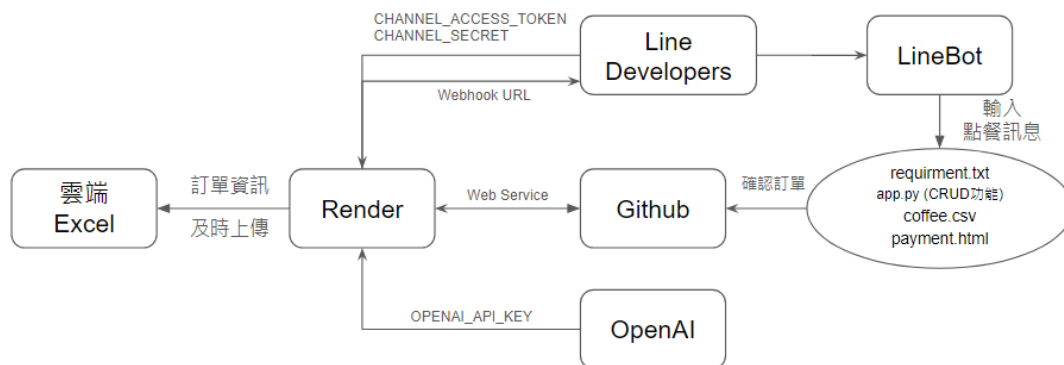 CHANNEL_ACCESS_TOKEN
CHANNEL_SECRET
Line
Developers
LineBot
Webhook URL
輸入
點餐訊息
雲端
Excel
訂單資訊
及時上傳
Render
Web Service
Github
確認訂單
requirment.txt
app.py (CRUD功能)
coffee.csv
payment.html
OPENAI_API_KEY
OpenAI